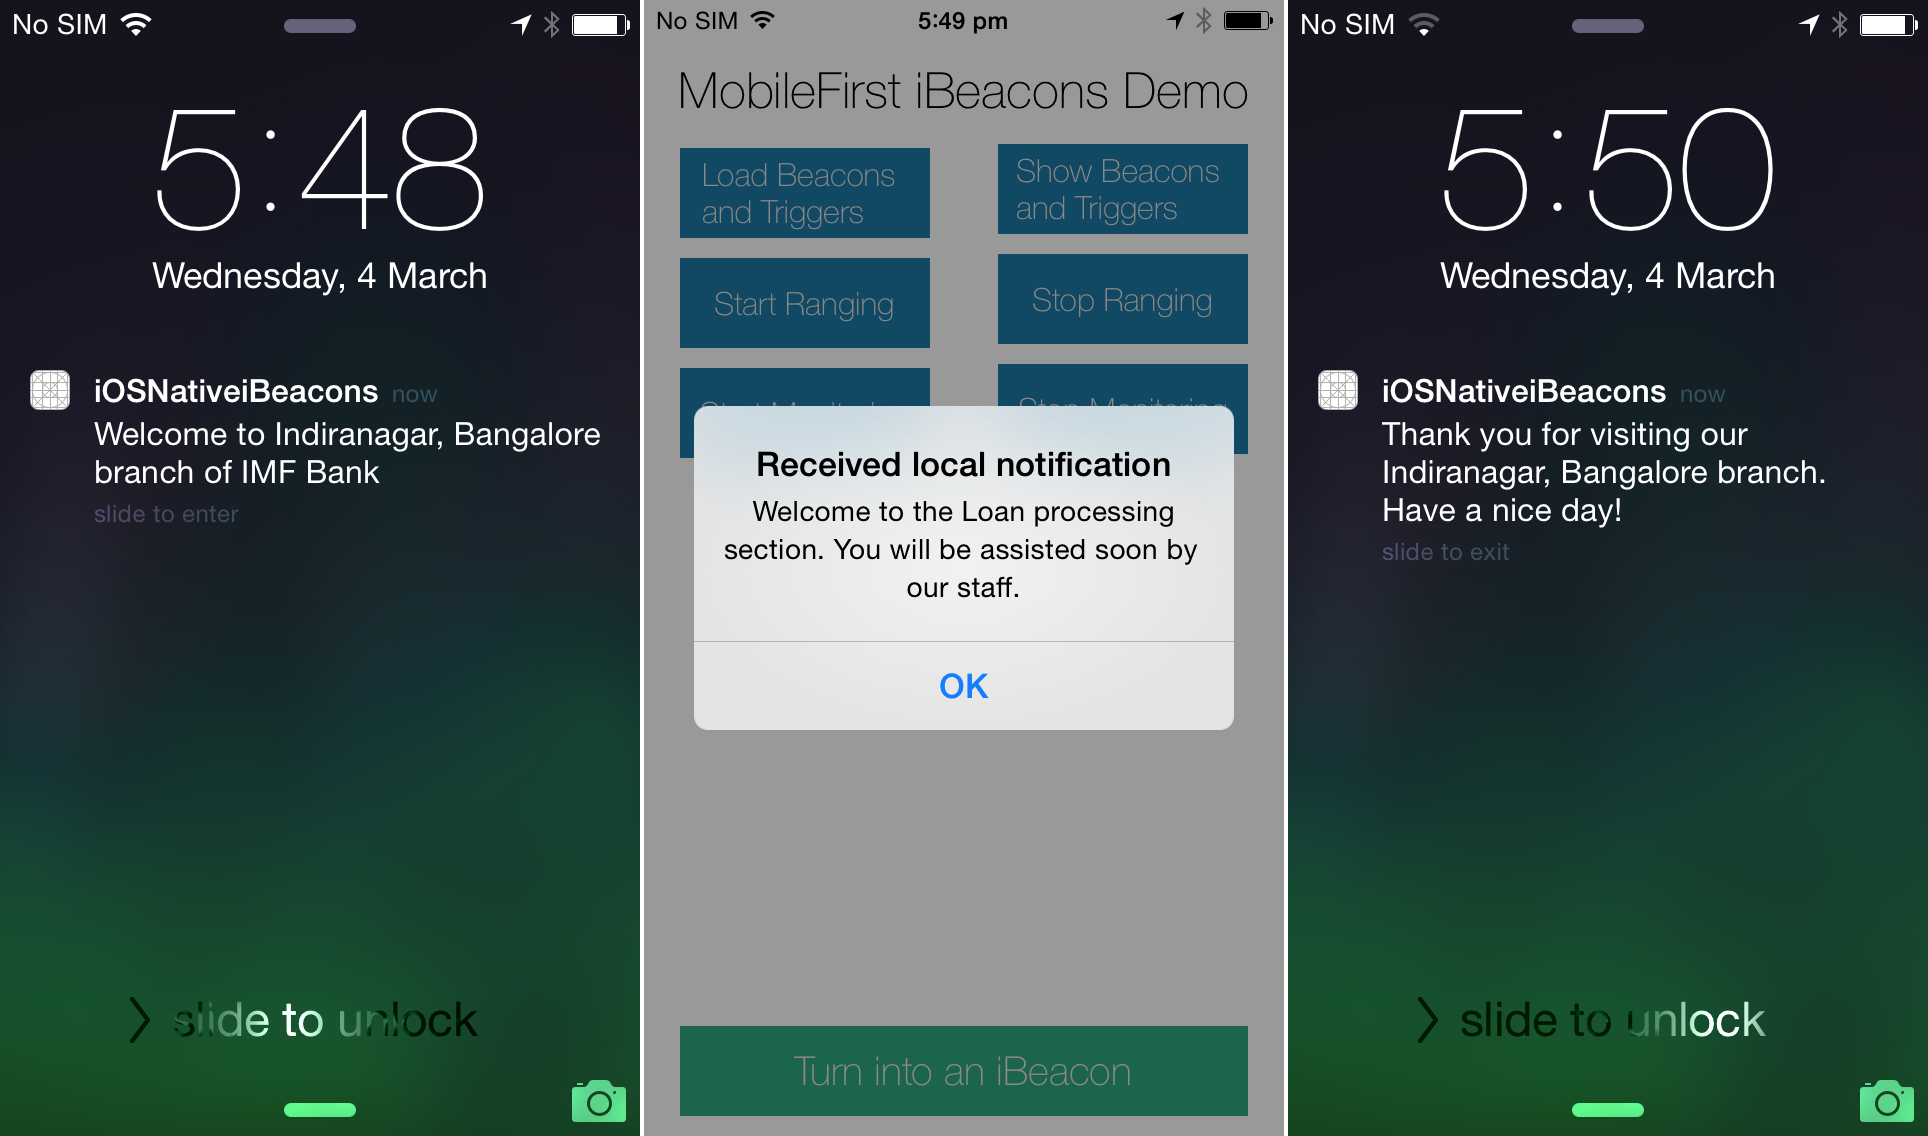 No SIM
5:48
Wednesday, 4 March
iOSNativeiBeacons now
Welcome to Indiranagar, Bangalore
branch of IMF Bank
slide to enter
slide to unlock
No SIM 5:49 pm
MobileFirst iBeacons Demo
Load Beacons
and Triggers
Show Beacons
and Triggers
Start Ranging
Stop Ranging
Start Monitoring
Stop Monitoring
Received local notification
Welcome to the Loan processing
section. You will be assisted soon by
our staff.
OK
Turn into an iBeacon
No SIM
5:50
Wednesday, 4 March
iOSNativeiBeacons now
Thank you for visiting our
Indiranagar, Bangalore branch.
Have a nice day!
slide to exit
slide to unlock